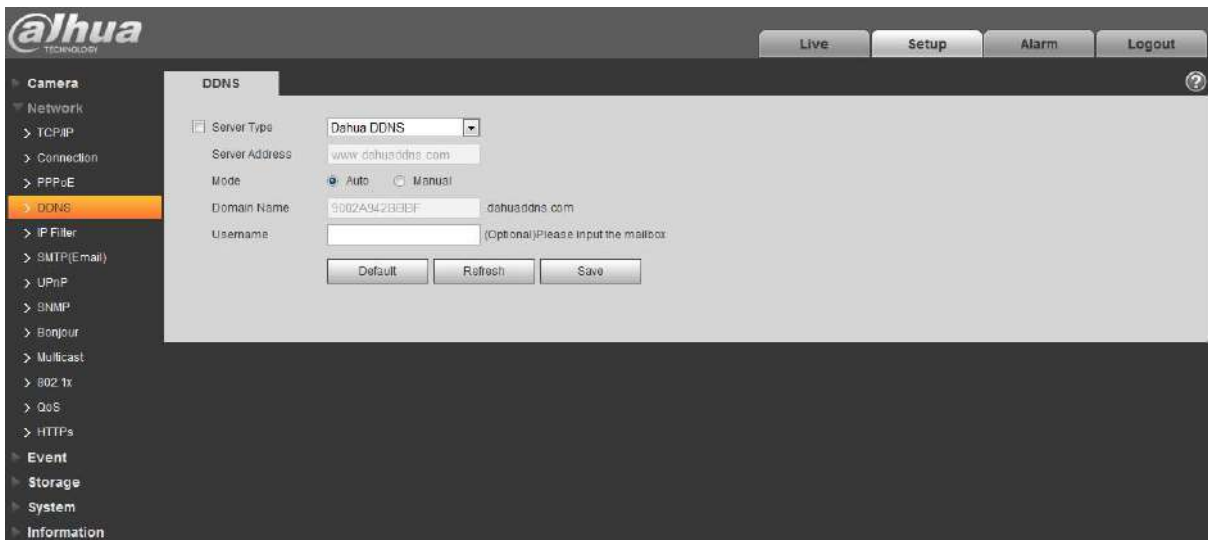 alhua
TECHNOLOGY
Live
Setup
Alarm
Logout
Camera
Network
TCP/IP
Connection
PPPoE
DDNS
IP Filter
SMTP(Email)
UPnP
SNMP
Bonjour
Multicast
802.1x
QoS
HTTPs
Event
Storage
System
Information
DDNS
Server Type Dahua DDNS
Server Address www.dahuaddns.com
Mode Auto Manual
Domain Name 9002A942BBBF .dahuaddns.com
Username (Optional)Please input the mailbox
Default Refresh Save